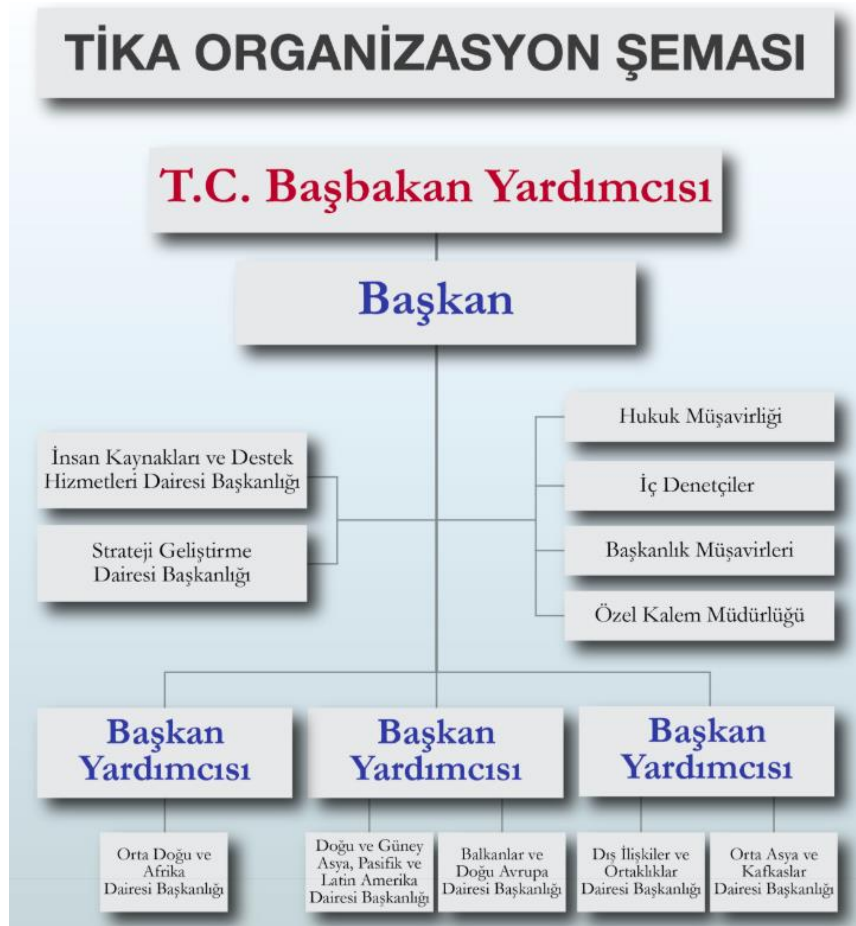 TİKA ORGANİZASYON ŞEMASI
T.C. Başbakan Yardımcısı
Başkan
İnsan Kaynakları ve Destek
Hizmetleri Dairesi Başkanlığı
Strateji Geliştirme
Dairesi Başkanlığı
Hukuk Müşavirliği
İç Denetçiler
Başkanlık Müşavirleri
Özel Kalem Müdürlüğü
Başkan
Yardımcısı
Başkan
Yardımcısı
Başkan
Yardımcısı
Orta Doğu ve
Afrika
Dairesi Başkanlığı
Doğu ve Güney
Asya, Pasifik ve
Latin Amerika
Dairesi Başkanlığı
Balkanlar ve
Doğu Avrupa
Dairesi Başkanlığı
Dış İlişkiler ve
Ortaklıklar
Dairesi Başkanlığı
Orta Asya ve
Kafkaslar
Dairesi Başkanlığı